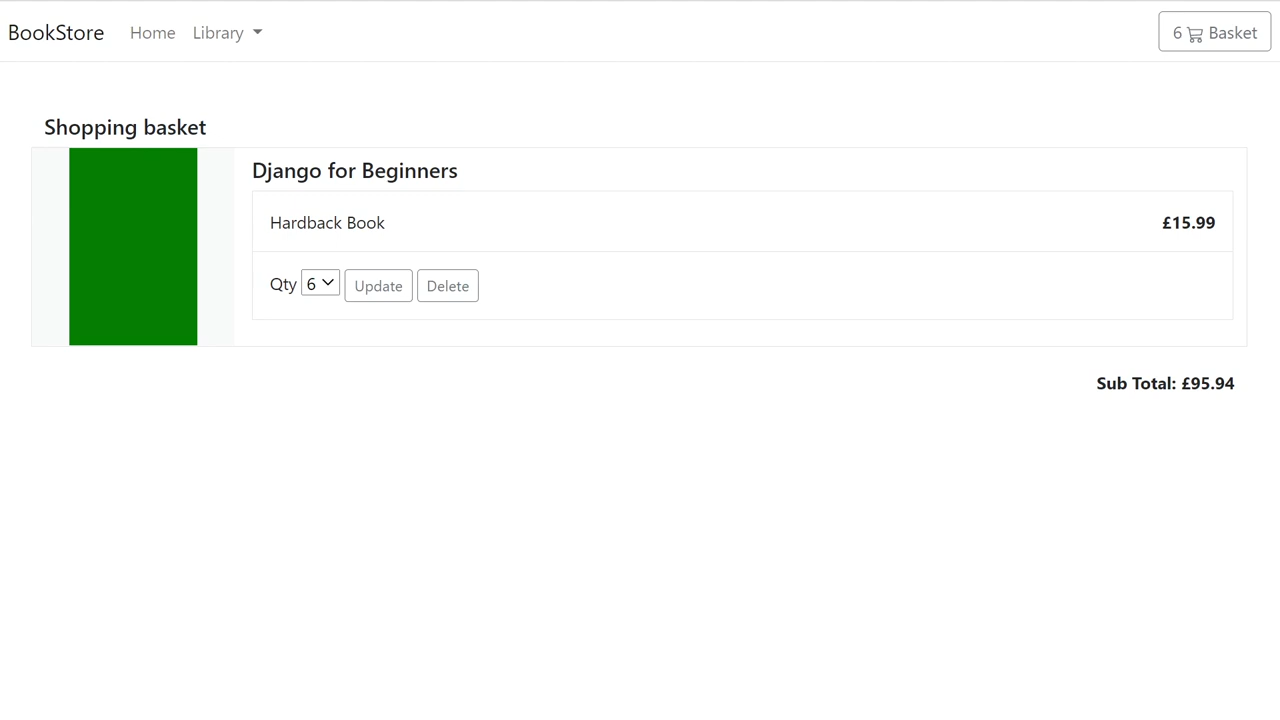 BookStore Home Library 6 Basket
Shopping basket
Django for Beginners
Hardback Book £15.99
Qty 6 Update Delete
Sub Total: £95.94